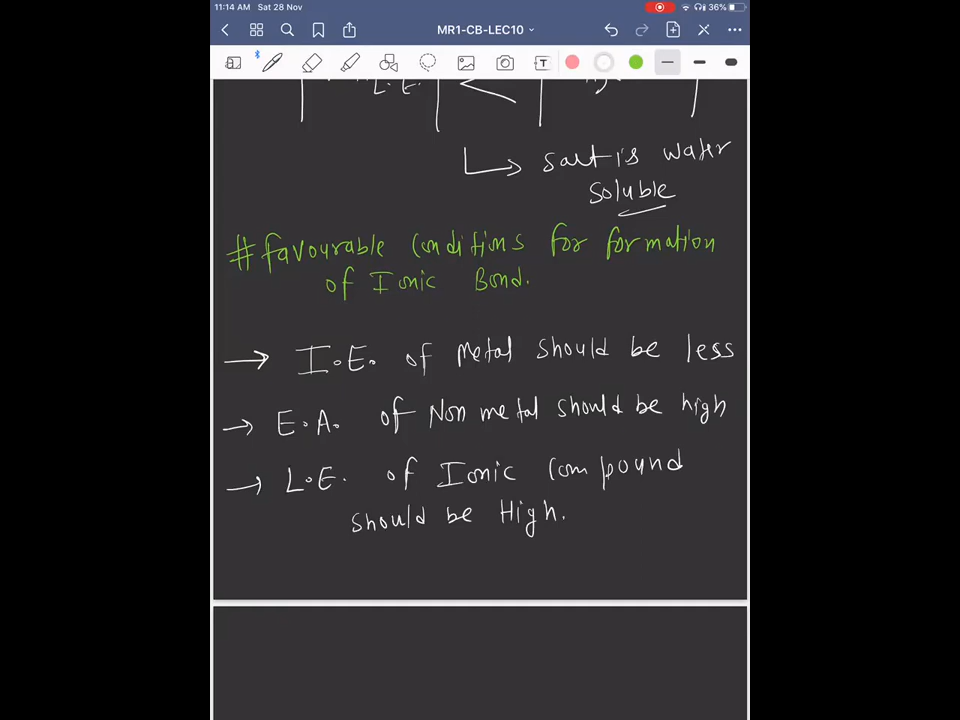 11:14 AM Sat 28 Nov
36%
MR1-CB-LEC10
T
L.E.
Salt is water
soluble
#favourable Conditions for formation
of Ionic Bond.
→ I.E. of Metal should be less
→ E.A. of Non metal should be high
→ L.E. of Ionic Compound
should be High.